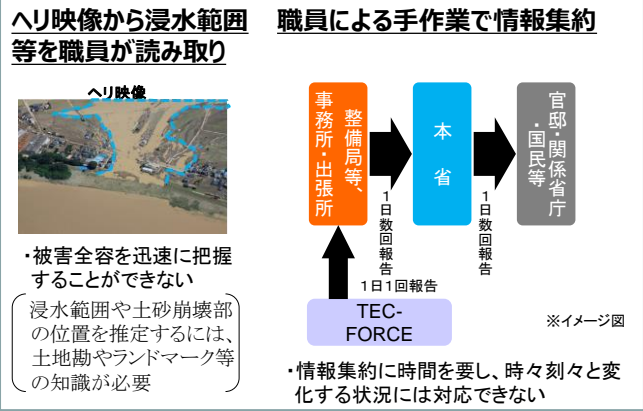 ヘリ映像から浸水範囲
等を職員が読み取り
ヘリ映像
・被害全容を迅速に把握
することができない
浸水範囲や土砂崩壊部
の位置を推定するには、
土地勘やランドマーク等
の知識が必要
職員による手作業で情報集約
整備局等、
事務所・出張所
1日数回報告
本省
1日数回報告
官邸・関係省庁
・国民等
1日1回報告
TEC-
FORCE
※イメージ図
・情報集約に時間を要し、時々刻々と変
化する状況には対応できない